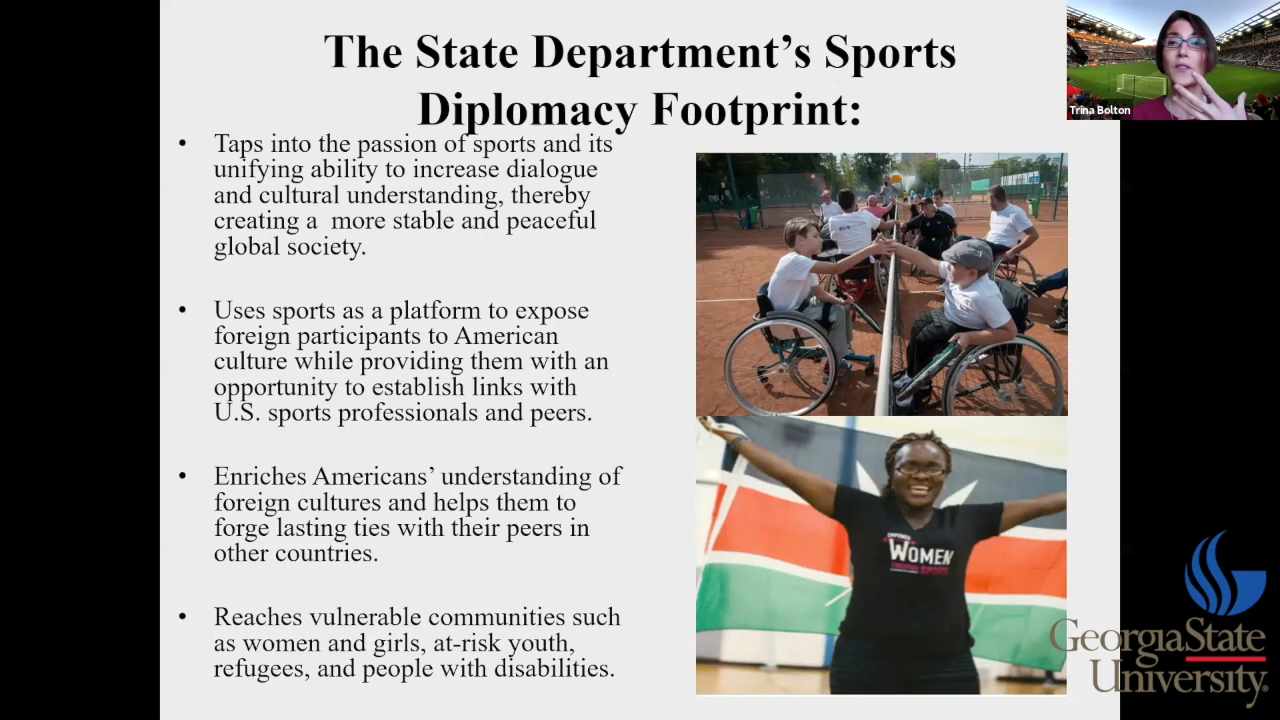 The State Department’s Sports
Diplomacy Footprint:
Trina Bolton
• Taps into the passion of sports and its
unifying ability to increase dialogue
and cultural understanding, thereby
creating a  more stable and peaceful
global society.
• Uses sports as a platform to expose
foreign participants to American
culture while providing them with an
opportunity to establish links with
U.S. sports professionals and peers.
• Enriches Americans’ understanding of
foreign cultures and helps them to
forge lasting ties with their peers in
other countries.
• Reaches vulnerable communities such
as women and girls, at-risk youth,
refugees, and people with disabilities.
EMPOWER
WOMEN
THROUGH SPORTS
GeorgiaState
University